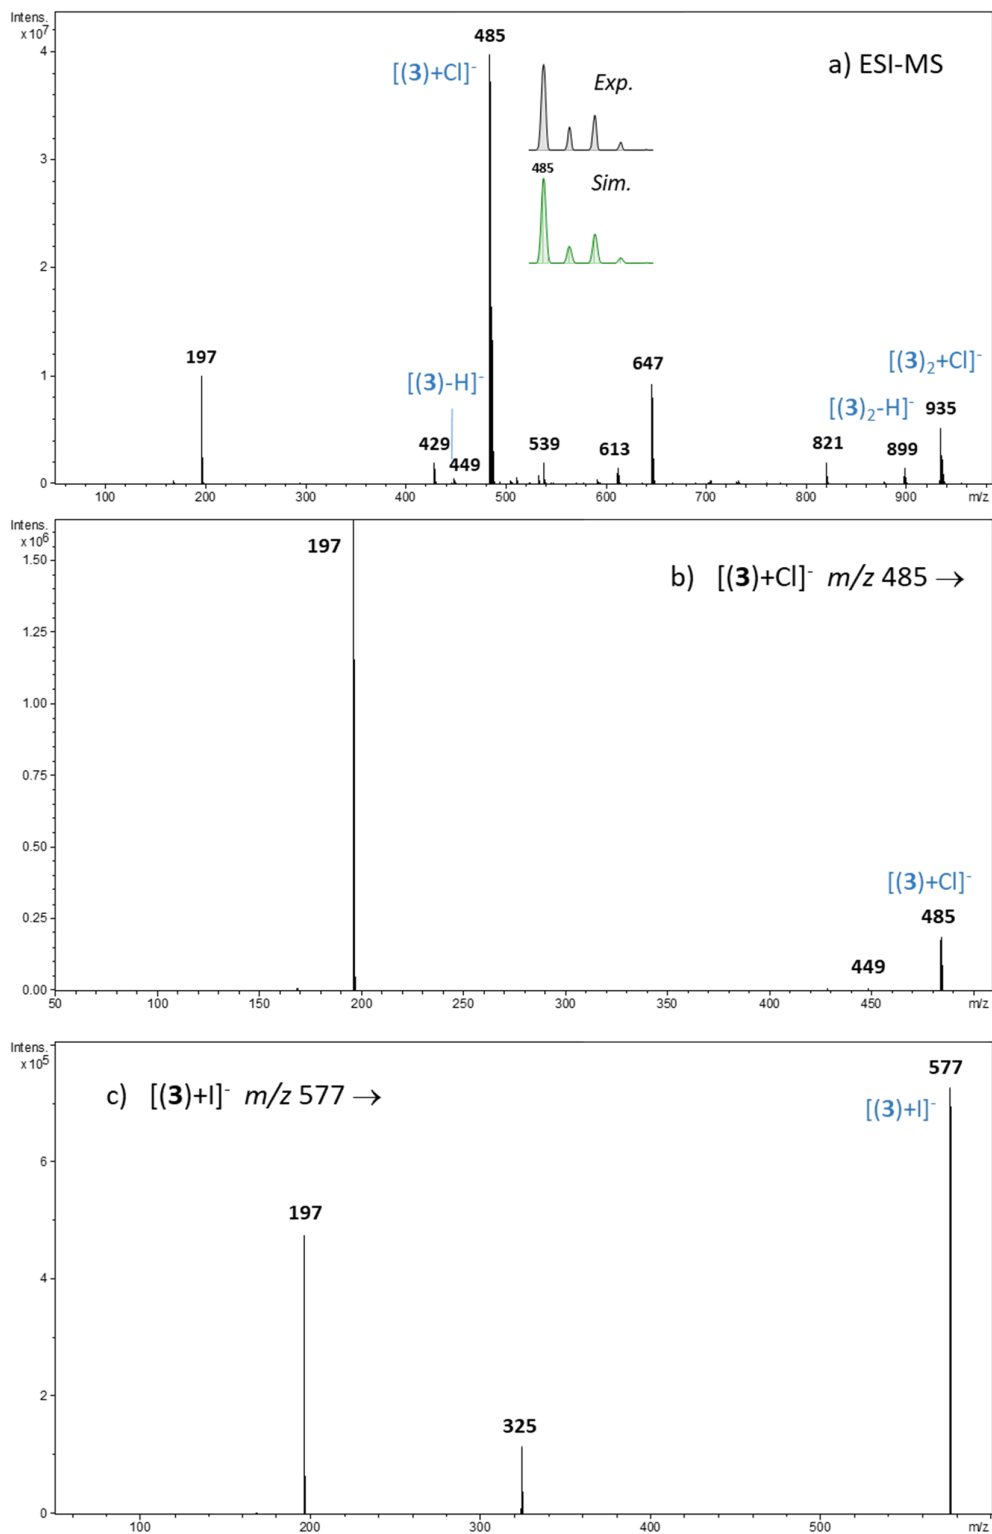 Intens.
x10⁷
485
[(3)+Cl]⁻
a) ESI-MS
4
Exp.
3
485
Sim.
2
197
[(3)-H]⁻
647
[(3)₂+Cl]⁻
1
[(3)₂-H]⁻ 935
429
449
539
613
821
899
0
100 200 300 400 500 600 700 800 900 m/z
Intens.
x10⁶
197
b) [(3)+Cl]⁻ m/z 485 →
1.50
1.25
1.00
0.75
0.50
[(3)+Cl]⁻
0.25
485
449
0.00
50 100 150 200 250 300 350 400 450 m/z
Intens.
x10⁵
577
c) [(3)+I]⁻ m/z 577 →
[(3)+I]⁻
6
197
4
2
325
0
100 200 300 400 500 m/z